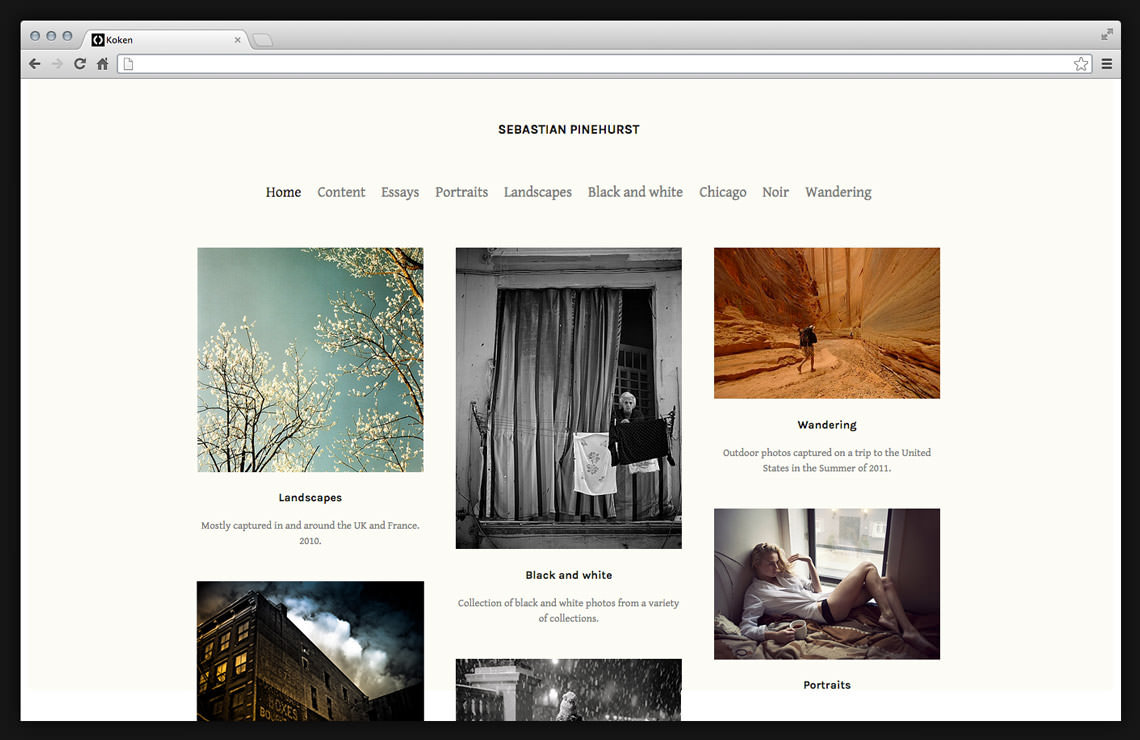 Koken
SEBASTIAN PINEHURST
Home Content Essays Portraits Landscapes Black and white Chicago Noir Wandering
Landscapes
Mostly captured in and around the UK and France.
2010.
Black and white
Collection of black and white photos from a variety
of collections.
Wandering
Outdoor photos captured on a trip to the United
States in the Summer of 2011.
Portraits
BOXES